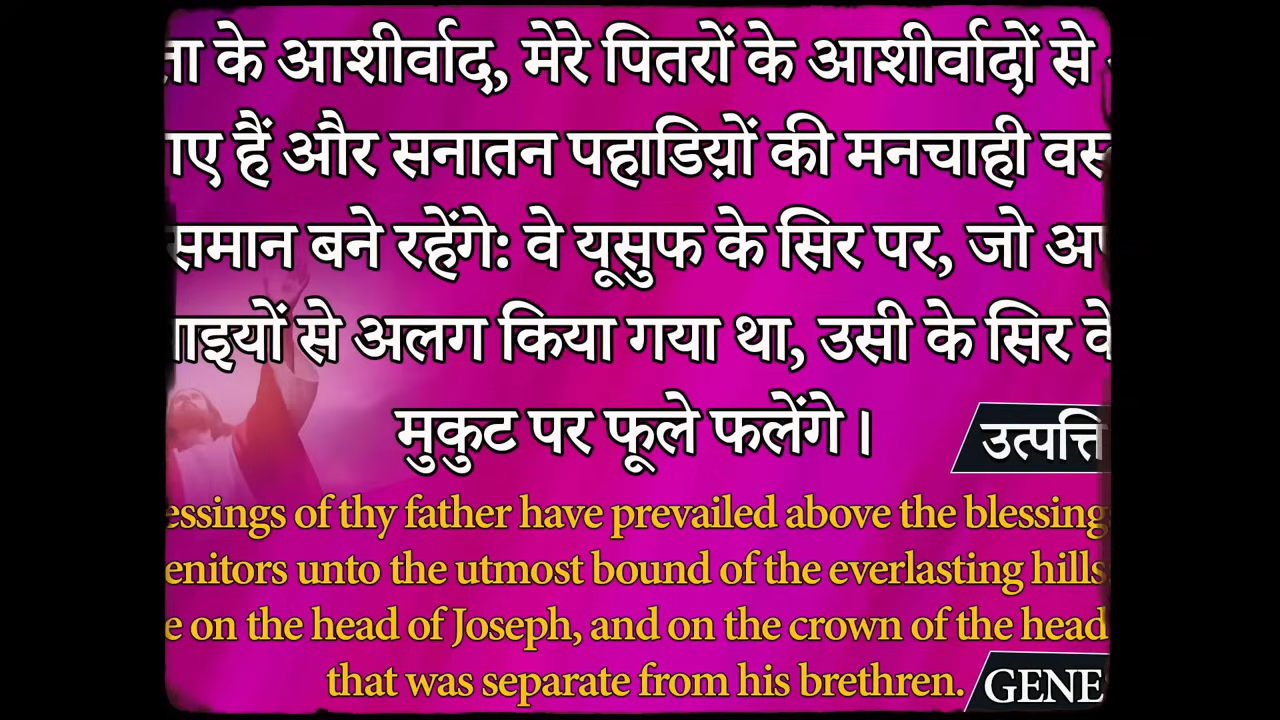 के आशीर्वाद, मेरे पितरों के आशीर्वादों से
हैं और सनातन पहाडिय़ों की मनचाही
समान बने रहेंगे: वे यूसुफ के सिर पर, जो
से अलग किया गया था, उसी के सिर के
मुकुट पर फूले फलेंगे।
उत्पत्ति
essings of thy father have prevailed above the blessing
enitors unto the utmost bound of the everlasting hills
e on the head of Joseph, and on the crown of the head
that was separate from his brethren.
GENE